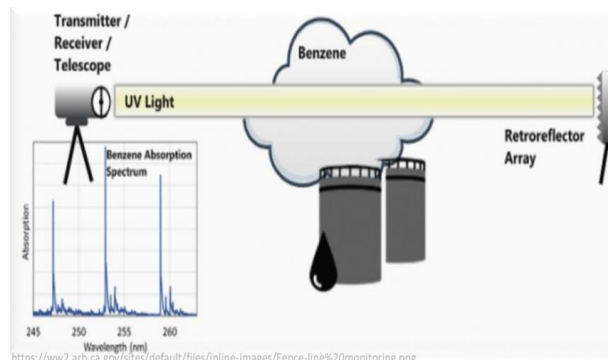 Transmitter /
Receiver /
Telescope
Benzene
UV Light
Retroreflector
Array
Benzene Absorption
Spectrum
Absorption
245 250 255 260
Wavelength (nm)
https://ww2.arb.ca.gov/sites/default/files/inline-images/Fence-line%20monitoring.png